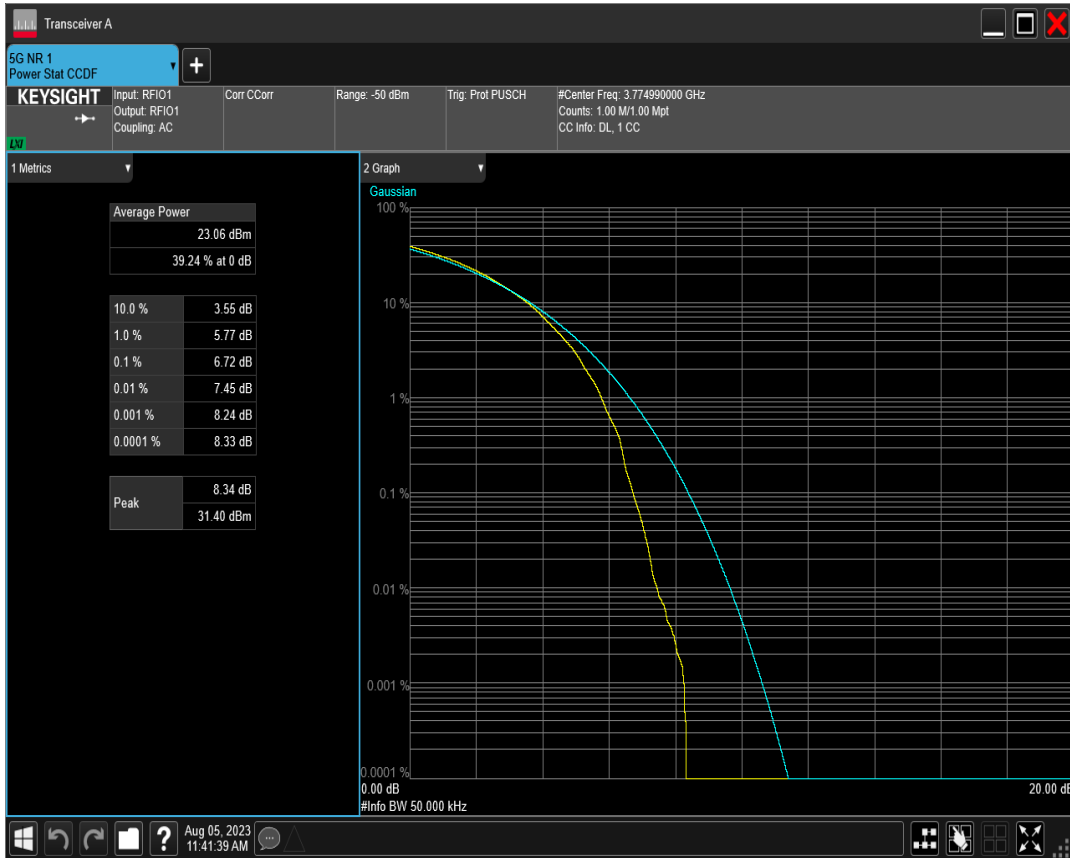 Transceiver A
5G NR 1
Power Stat CCDF
+
KEYSIGHT
LXI
Input: RFIO1
Output: RFIO1
Coupling: AC
Corr CCorr
Range: -50 dBm
Trig: Prot PUSCH
#Center Freq: 3.774990000 GHz
Counts: 1.00 M/1.00 Mpt
CC Info: DL, 1 CC
1 Metrics
Average Power
23.06 dBm
39.24 % at 0 dB
10.0 % 3.55 dB
1.0 % 5.77 dB
0.1 % 6.72 dB
0.01 % 7.45 dB
0.001 % 8.24 dB
0.0001 % 8.33 dB
Peak
8.34 dB
31.40 dBm
2 Graph
Gaussian
100 %
10 %
1 %
0.1 %
0.01 %
0.001 %
0.0001 %
0.00 dB 20.00 dB
#Info BW 50.000 kHz
?
Aug 05, 2023
11:41:39 AM